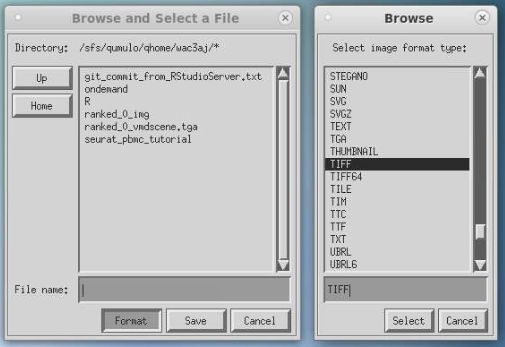 Browse and Select a File
Directory: /sfs/qumulo/qhome/wac3aj/*
Up
Home
git_commit_from_RStudioServer.txt
ondemand
R
ranked_0_img
ranked_0_vmdscene.tga
seurat_pbmc_tutorial
File name:
Format
Save
Cancel
Browse
Select image format type:
STEGANO
SUN
SVG
SVGZ
TEXT
TGA
THUMBNAIL
TIFF
TIFF64
TILE
TIM
TTC
TTF
TXT
UBRL
UBRL6
TIFF
Select
Cancel